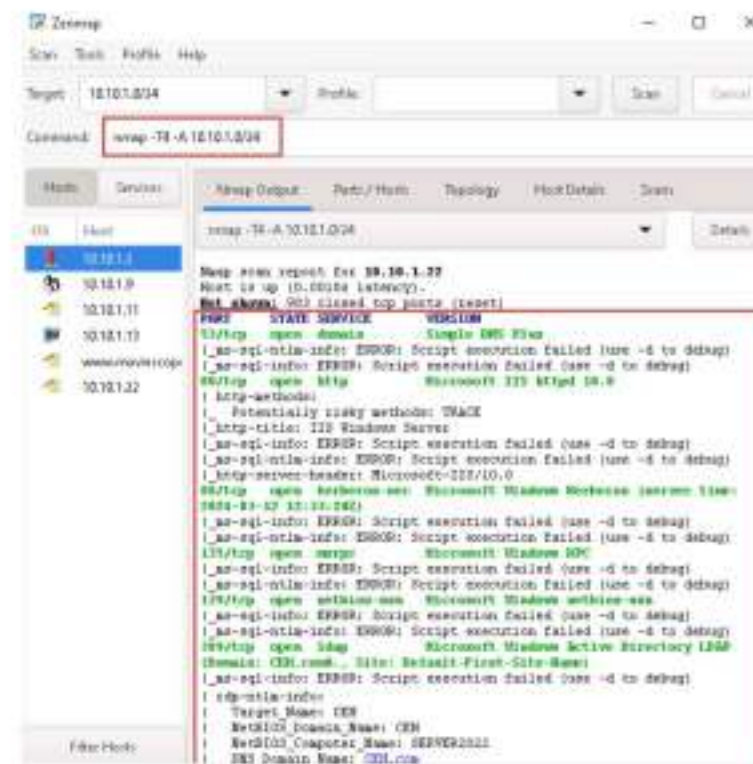 Zenmap
Scan Tools Profile Help
Target: 10.10.1.0/24 Profile: Scan Cancel
Command: nmap -T4 -A 10.10.1.0/24
Hosts Services
Nmap Output Ports / Hosts Topology Host Details Scans
OS Host
nmap -T4 -A 10.10.1.0/24 Details
10.10.1.9
10.10.1.11
10.10.1.13
10.10.1.22
Nmap scan report for 10.10.1.22
Host is up latency).
Not shown: closed tcp ports (reset)
PORT STATE SERVICE VERSION
53/tcp open domain Simple DNS Plus
|_ms-sql-ntlm-info: ERROR: Script execution failed (use -d to debug)
|_ms-sql-info: ERROR: Script execution failed (use -d to debug)
80/tcp open http Microsoft IIS httpd 10.0
| http-methods:
|_ Potentially risky methods: TRACE
|_http-title: IIS Windows Server
|_ms-sql-info: ERROR: Script execution failed (use -d to debug)
|_ms-sql-ntlm-info: ERROR: Script execution failed (use -d to debug)
|_http-server-header: Microsoft-IIS/10.0
88/tcp open kerberos-sec Microsoft Windows Kerberos (server time:
|_ms-sql-info: ERROR: Script execution failed (use -d to debug)
|_ms-sql-ntlm-info: ERROR: Script execution failed (use -d to debug)
135/tcp open msrpc Microsoft Windows RPC
|_ms-sql-info: ERROR: Script execution failed (use -d to debug)
|_ms-sql-ntlm-info: ERROR: Script execution failed (use -d to debug)
139/tcp open netbios-ssn Microsoft Windows netbios-ssn
|_ms-sql-info: ERROR: Script execution failed (use -d to debug)
|_ms-sql-ntlm-info: ERROR: Script execution failed (use -d to debug)
389/tcp open ldap Microsoft Windows Active Directory LDAP
(Domain: CEH.com0., Site: Default-First-Site-Name)
|_ms-sql-info: ERROR: Script execution failed (use -d to debug)
| rdp-ntlm-info:
| Target_Name: CEH
| NetBIOS_Domain_Name: CEH
| NetBIOS_Computer_Name: SERVER2022
| DNS_Domain_Name: CEH.com
Filter Hosts